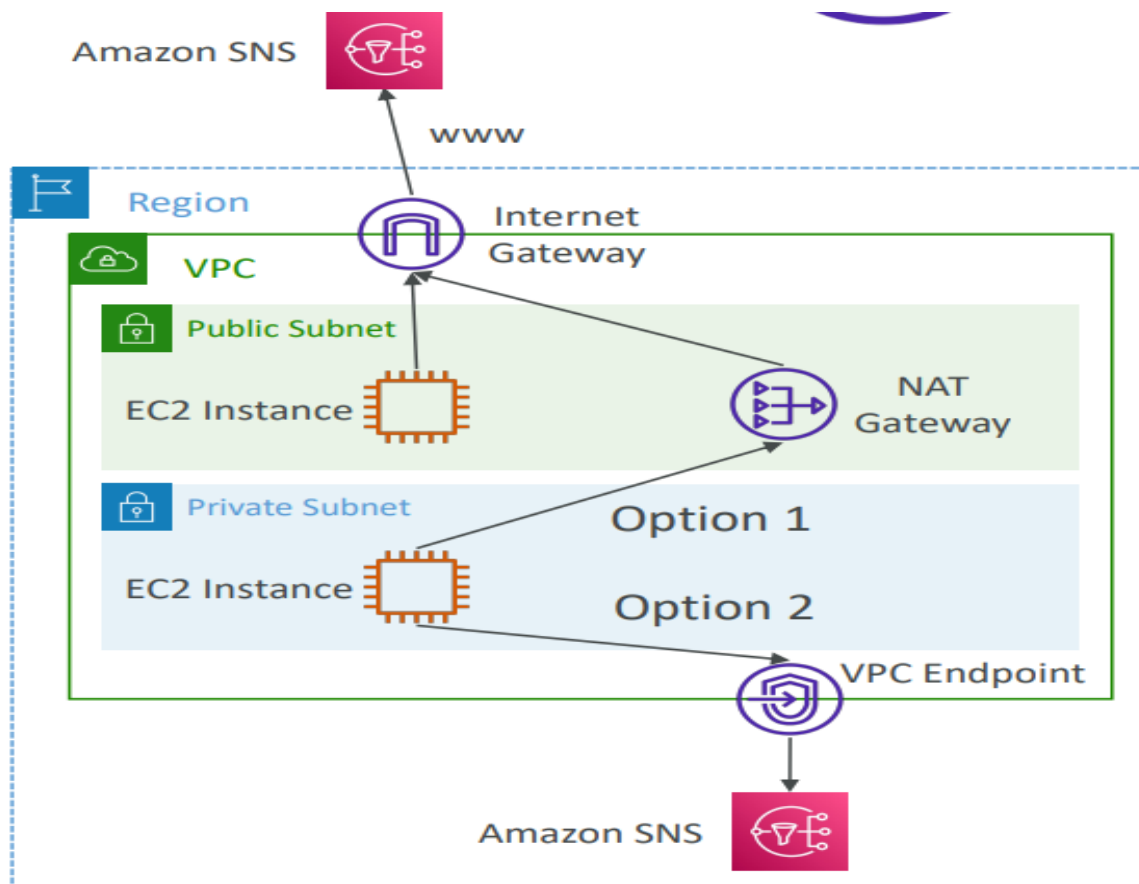 Amazon SNS
www
Region
Internet
Gateway
VPC
Public Subnet
EC2 Instance
NAT
Gateway
Private Subnet
Option 1
EC2 Instance
Option 2
VPC Endpoint
Amazon SNS